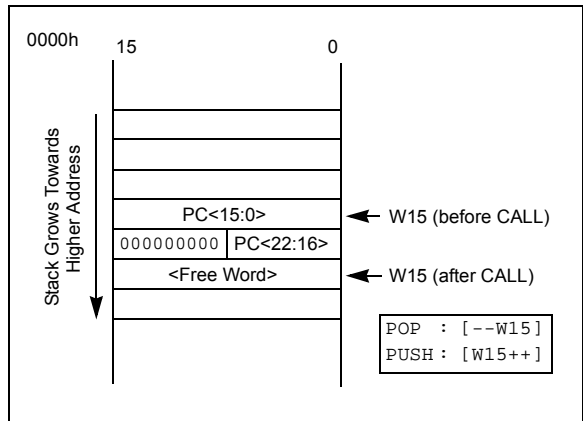 0000h
15 0
Stack Grows Towards
Higher Address
PC<15:0>
W15 (before CALL)
000000000 PC<22:16>
<Free Word>
W15 (after CALL)
POP : [--W15]
PUSH : [W15++]